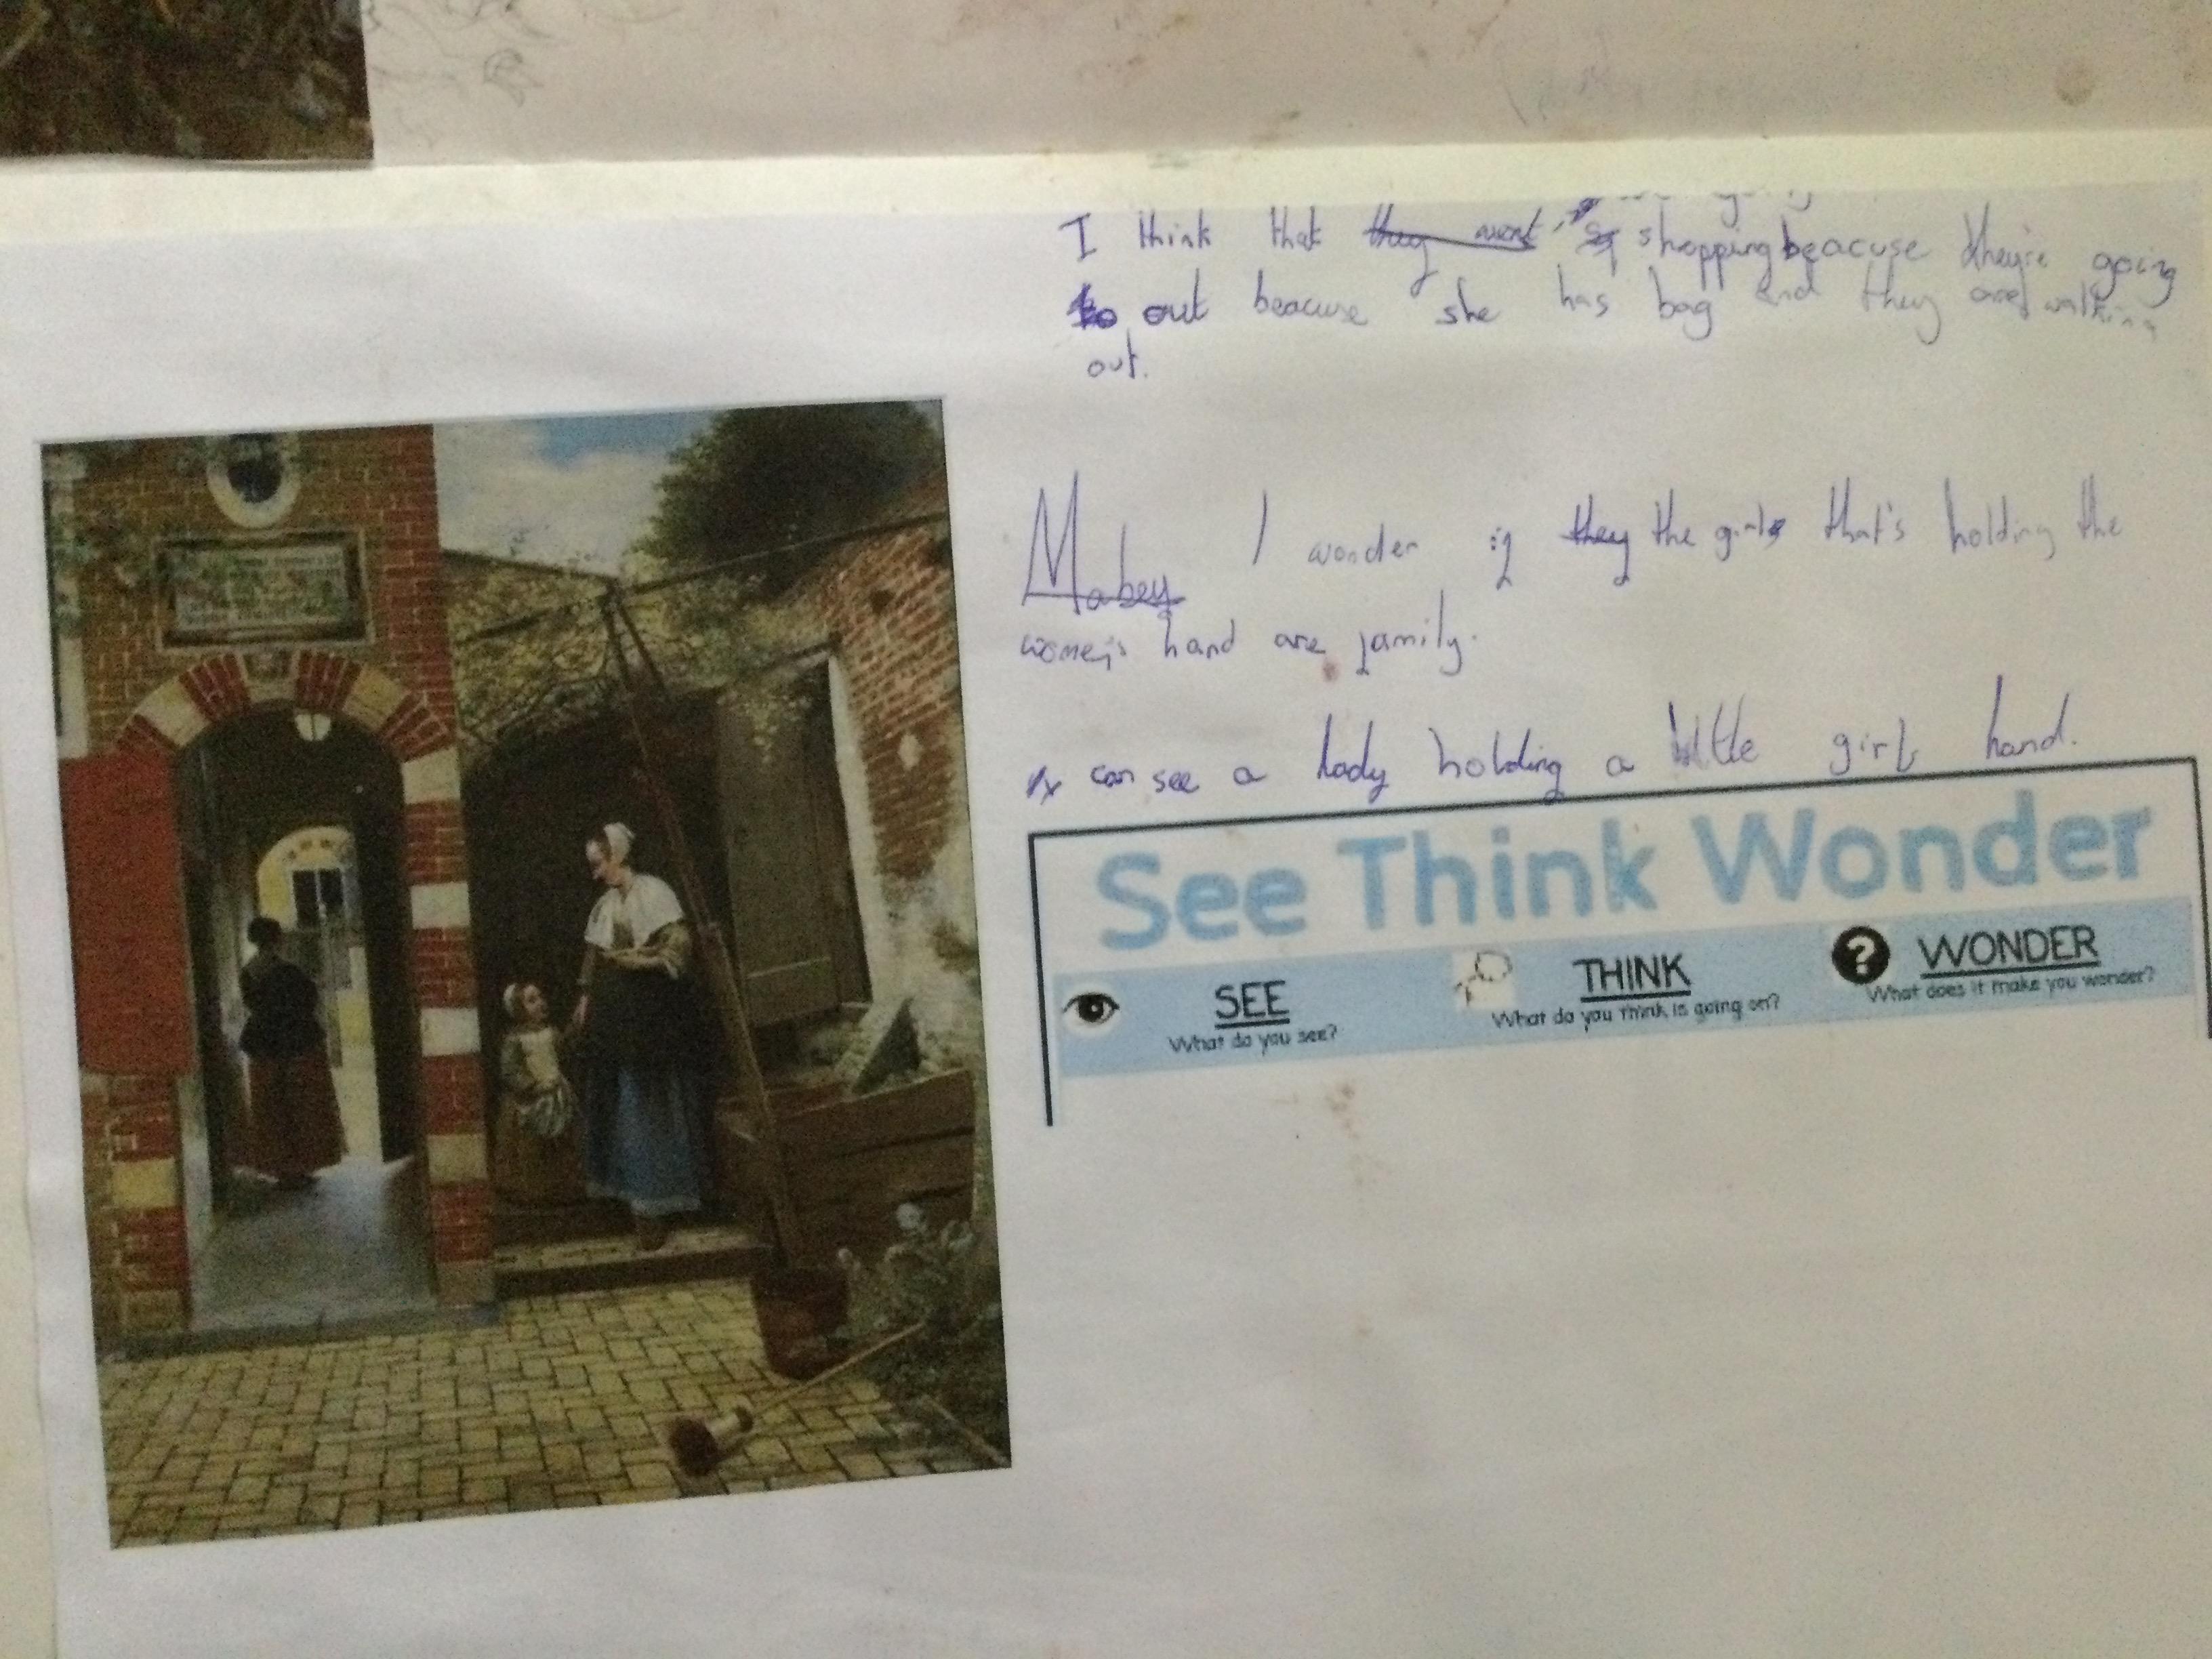 I think that they went shopping beacuse they're going
to out beacuse she has bag and they are walking
out.
Mabey I wonder if they the girls that's holding the
women's hand are family.
I can see a lady holding a little girls hand.
See Think Wonder
SEE THINK WONDER
What do you see? What do you think is going on? What does it make you wonder?